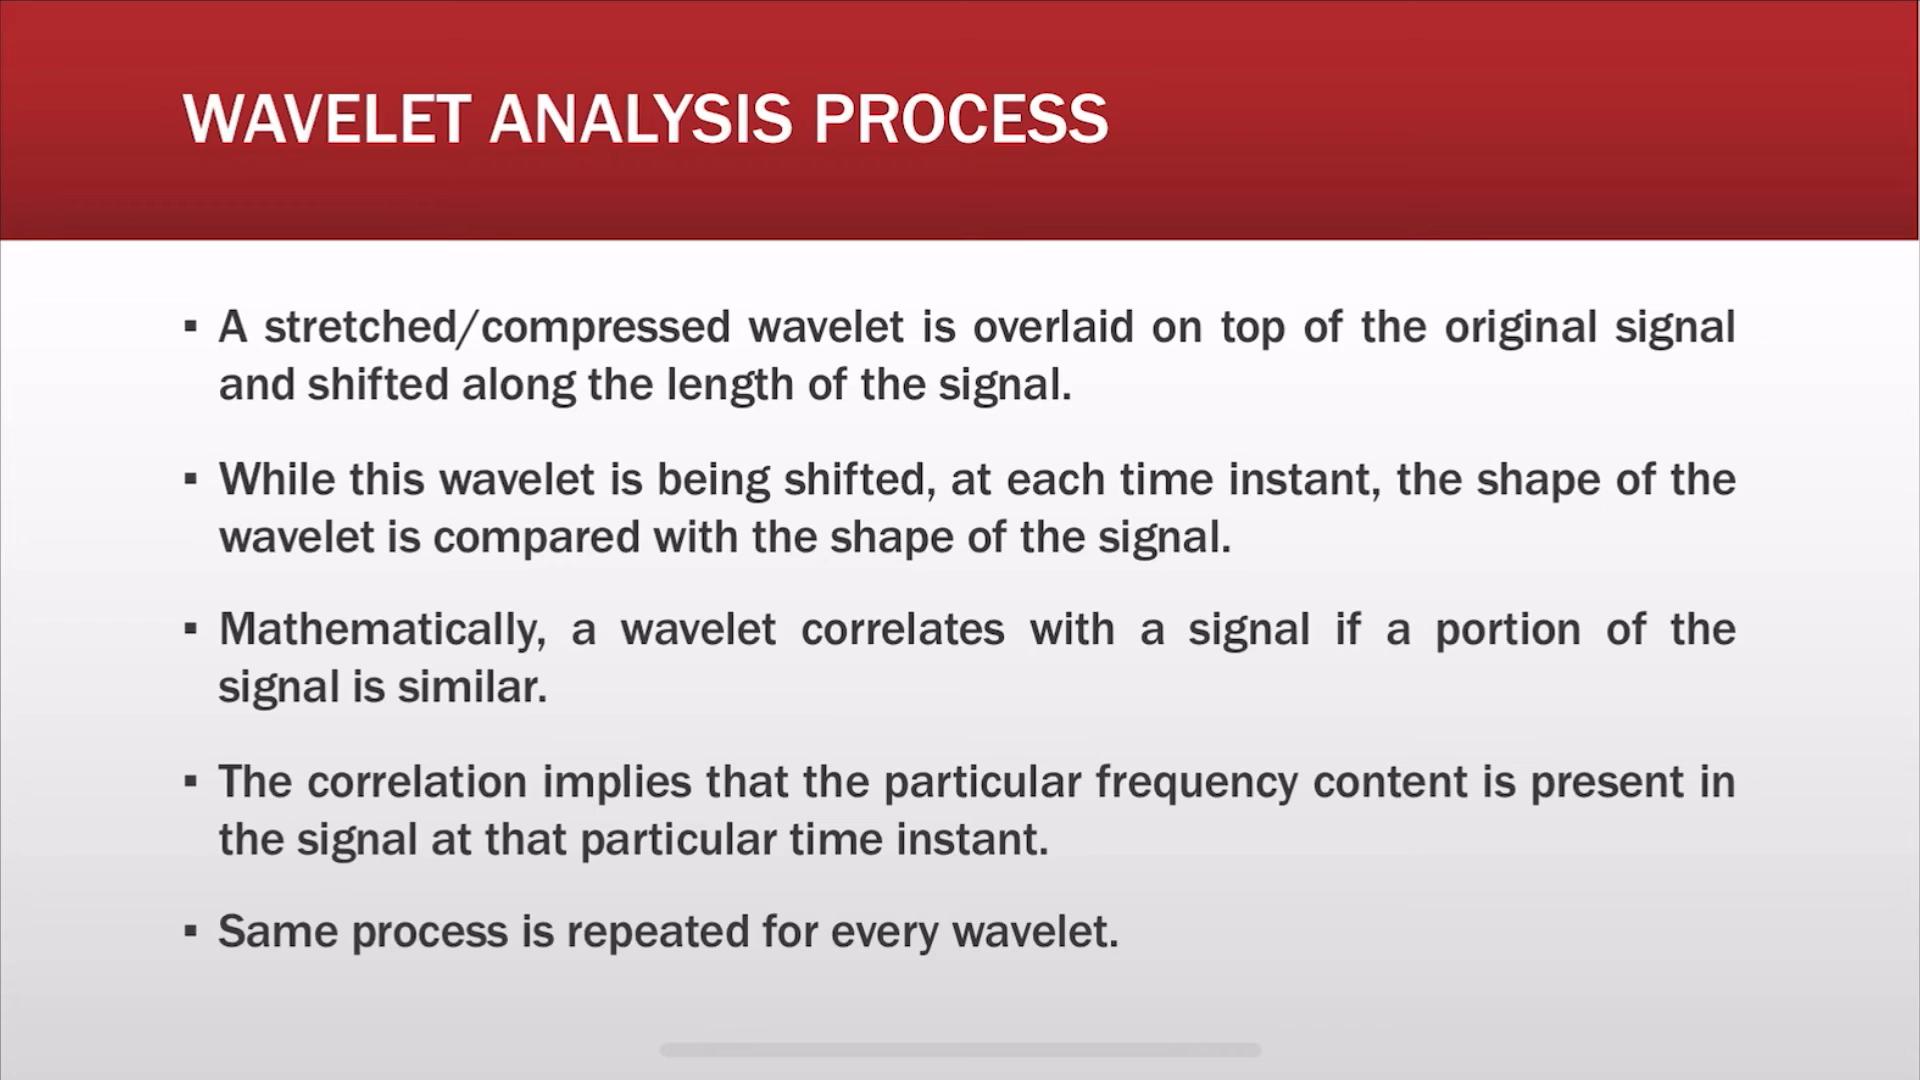 WAVELET ANALYSIS PROCESS
▪ A stretched/compressed wavelet is overlaid on top of the original signal
and shifted along the length of the signal.
▪ While this wavelet is being shifted, at each time instant, the shape of the
wavelet is compared with the shape of the signal.
▪ Mathematically, a wavelet correlates with a signal if a portion of the
signal is similar.
▪ The correlation implies that the particular frequency content is present in
the signal at that particular time instant.
▪ Same process is repeated for every wavelet.